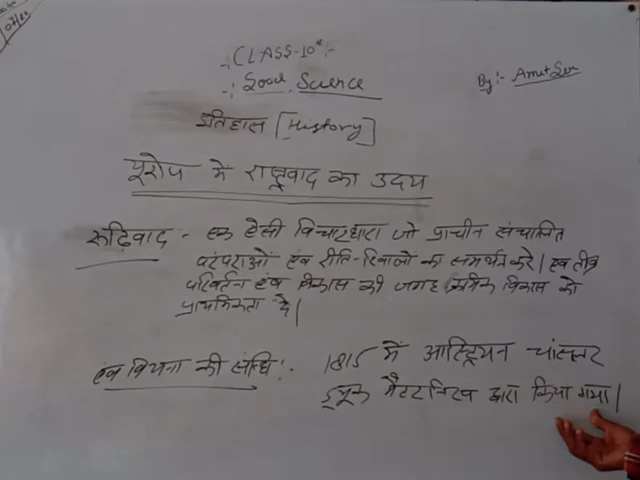 CLASS-10th
Social Science
By:- Amit Sir
इतिहास [History]
यूरोप में राष्ट्रवाद का उदय
रूढ़िवाद :- एक ऐसी विचारधारा जो प्राचीन संचालित
परंपराओं एवं रीति-रिवाजों का समर्थन करे। एवं तीव्र
परिवर्तन एवं विकास की जगह क्रमिक विकास को
प्राथमिकता दे।
एवं वियना की संधि :- 1815 में आस्ट्रियन चांसलर
ड्यूक मैटरनिख द्वारा किया गया।